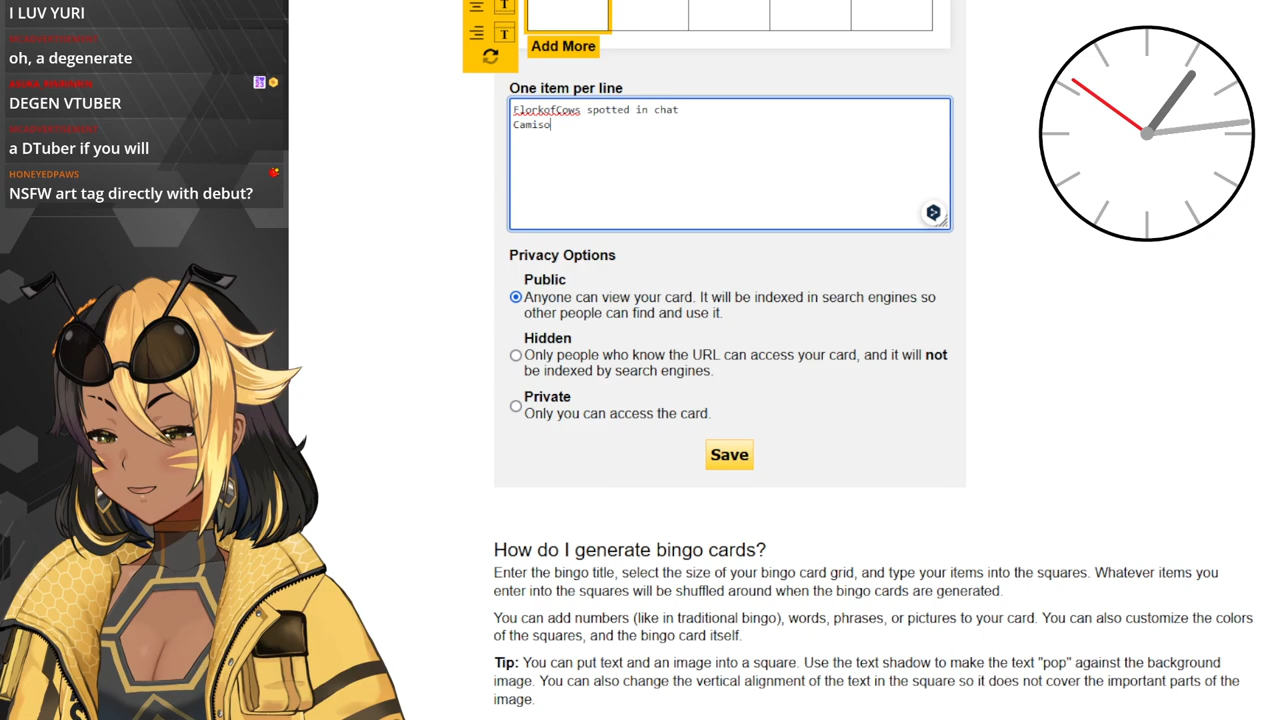 I LUV YURI
oh, a degenerate
DEGEN VTUBER
a DTuber if you will
HONEYEDPAWS
NSFW art tag directly with debut?
T
T
Add More
One item per line
FlorkofCows spotted in chat
Camiso
Privacy Options
Public
Anyone can view your card. It will be indexed in search engines so
other people can find and use it.
Hidden
Only people who know the URL can access your card, and it will not
be indexed by search engines.
Private
Only you can access the card.
Save
How do I generate bingo cards?
Enter the bingo title, select the size of your bingo card grid, and type your items into the squares. Whatever items you
enter into the squares will be shuffled around when the bingo cards are generated.
You can add numbers (like in traditional bingo), words, phrases, or pictures to your card. You can also customize the colors
of the squares, and the bingo card itself.
Tip: You can put text and an image into a square. Use the text shadow to make the text "pop" against the background
image. You can also change the vertical alignment of the text in the square so it does not cover the important parts of the
image.